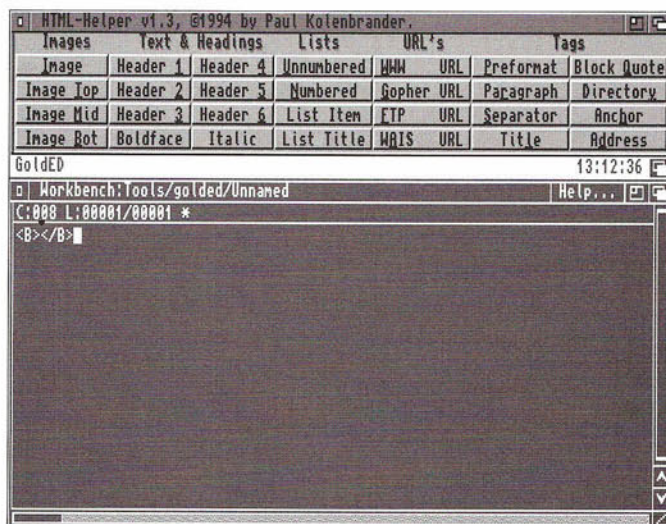 HTML-Helper v1.3, ©1994 by Paul Kolenbrander.
Images Text & Headings Lists URL's Tags
Image Header 1 Header 4 Unnumbered WWW URL Preformat Block Quote
Image Top Header 2 Header 5 Numbered Gopher URL Paragraph Directory
Image Mid Header 3 Header 6 List Item FTP URL Separator Anchor
Image Bot Boldface Italic List Title WAIS URL Title Address
GoldED 13:12:36
Workbench:Tools/golded/Unnamed Help...
C:008 L:00001/00001 *
<B></B>